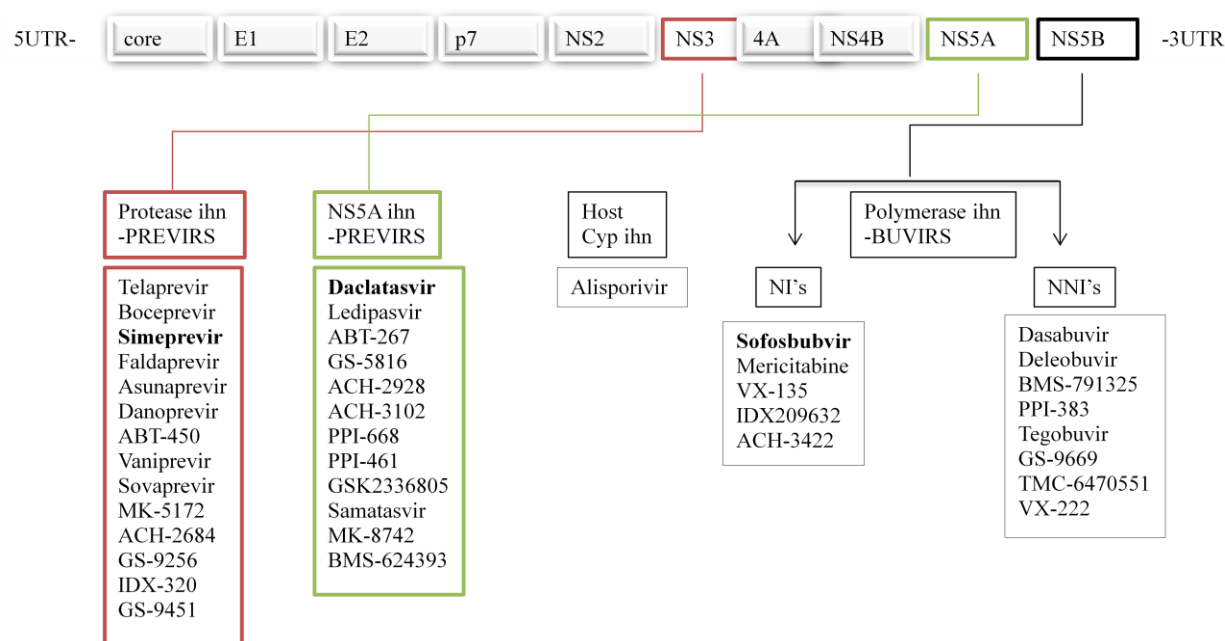 5UTR- core E1 E2 p7 NS2 NS3 4A NS4B NS5A NS5B -3UTR
Protease ihn
-PREVIRS
Telaprevir
Boceprevir
Simeprevir
Faldaprevir
Asunaprevir
Danoprevir
ABT-450
Vaniprevir
Sovaprevir
MK-5172
ACH-2684
GS-9256
IDX-320
GS-9451
NS5A ihn
-PREVIRS
Daclatasvir
Ledipasvir
ABT-267
GS-5816
ACH-2928
ACH-3102
PPI-668
PPI-461
GSK2336805
Samatasvir
MK-8742
BMS-624393
Host
Cyp ihn
Alisporivir
Polymerase ihn
-BUVIRS
NI's
Sofosbubvir
Mericitabine
VX-135
IDX209632
ACH-3422
NNI's
Dasabuvir
Deleobuvir
BMS-791325
PPI-383
Tegobuvir
GS-9669
TMC-6470551
VX-222